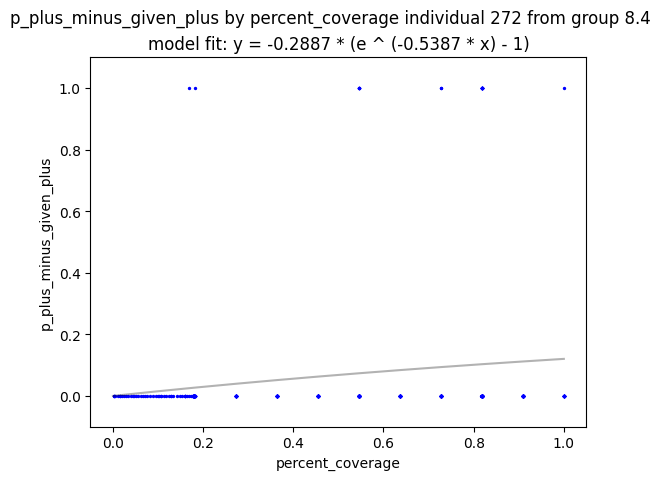 p_plus_minus_given_plus by percent_coverage individual 272 from group 8.4
model fit: y = -0.2887 * (e ^ (-0.5387 * x) - 1)
1.0
0.8
0.6
0.4
0.2
0.0
p_plus_minus_given_plus
0.0 0.2 0.4 0.6 0.8 1.0
percent_coverage